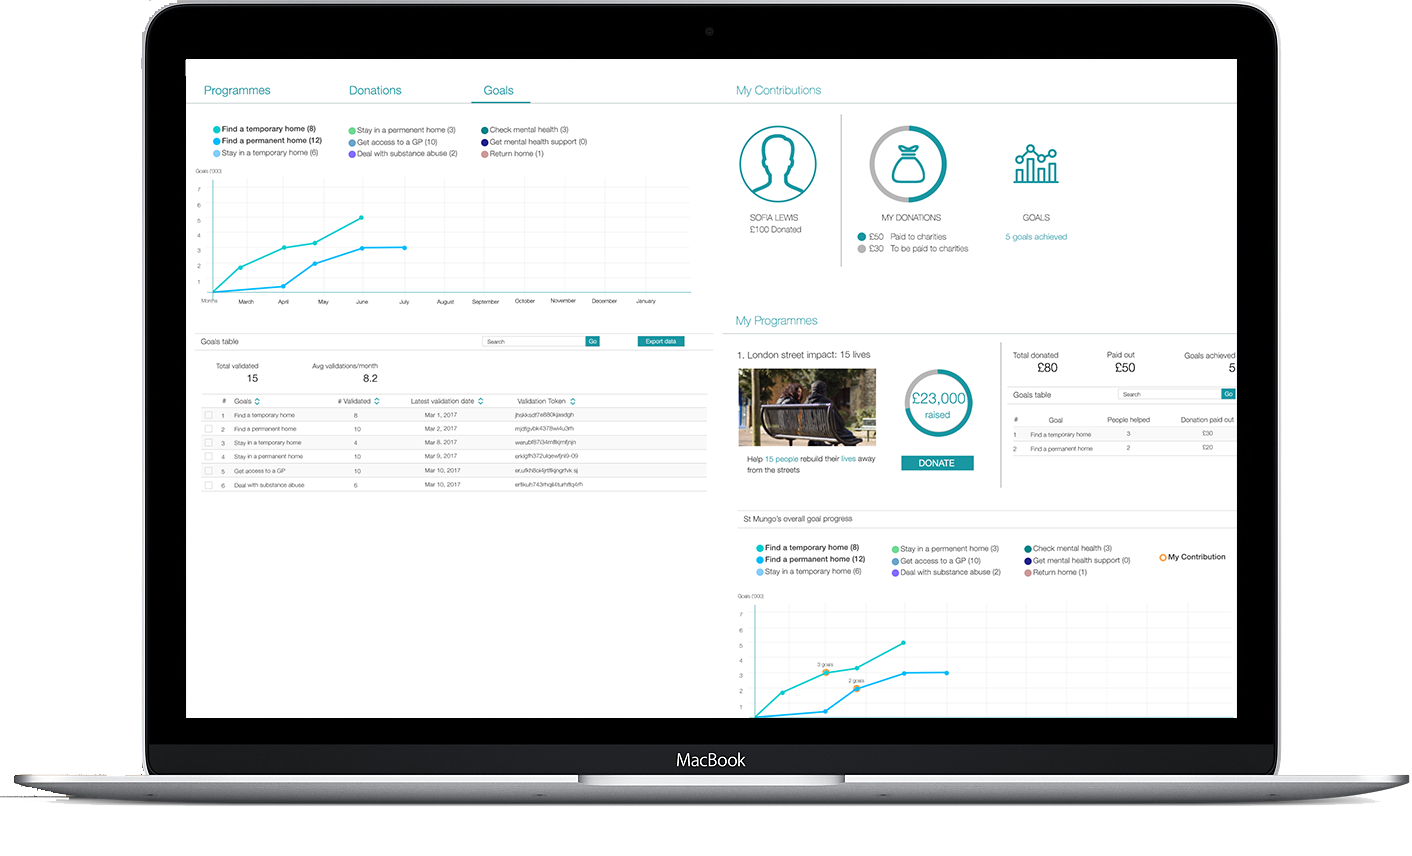 Programmes
Donations
Goals
Find a temporary home (8)
Find a permanent home (12)
Stay in a temporary home (6)
Stay in a permenent home (3)
Get access to a GP (10)
Deal with substance abuse (2)
Check mental health (3)
Get mental health support (0)
Return home (1)
Goals ('000)
7
6
5
4
3
2
1
Months
March April May June July August September October November December January
Goals table
Search
Go
Export data
Total validated
15
Avg validations/month
8.2
# Goals # Validated Latest validation date Validation Token
1 Find a temporary home 8 Mar 1, 2017
2 Find a permanent home 10 Mar 2, 2017
3 Stay in a temporary home 4 Mar 8, 2017
4 Stay in a permanent home 10 Mar 9, 2017
5 Get access to a GP 10 Mar 10, 2017
6 Deal with substance abuse 6 Mar 10, 2017
My Contributions
SOFIA LEWIS
£100 Donated
MY DONATIONS
£50 Paid to charities
£30 To be paid to charities
GOALS
5 goals achieved
My Programmes
1. London street impact: 15 lives
£23,000
raised
Help 15 people rebuild their lives away
from the streets
DONATE
Total donated
£80
Paid out
£50
Goals achieved
5
Goals table
Search
Go
# Goal People helped Donation paid out
1 Find a temporary home 3 £30
2 Find a permanent home 2 £20
St Mungo's overall goal progress
Find a temporary home (8)
Find a permanent home (12)
Stay in a temporary home (6)
Stay in a permenent home (3)
Get access to a GP (10)
Deal with substance abuse (2)
Check mental health (3)
Get mental health support (0)
Return home (1)
My Contribution
Goals ('000)
7
6
5
4
3
2
1
3 goals
2 goals
MacBook